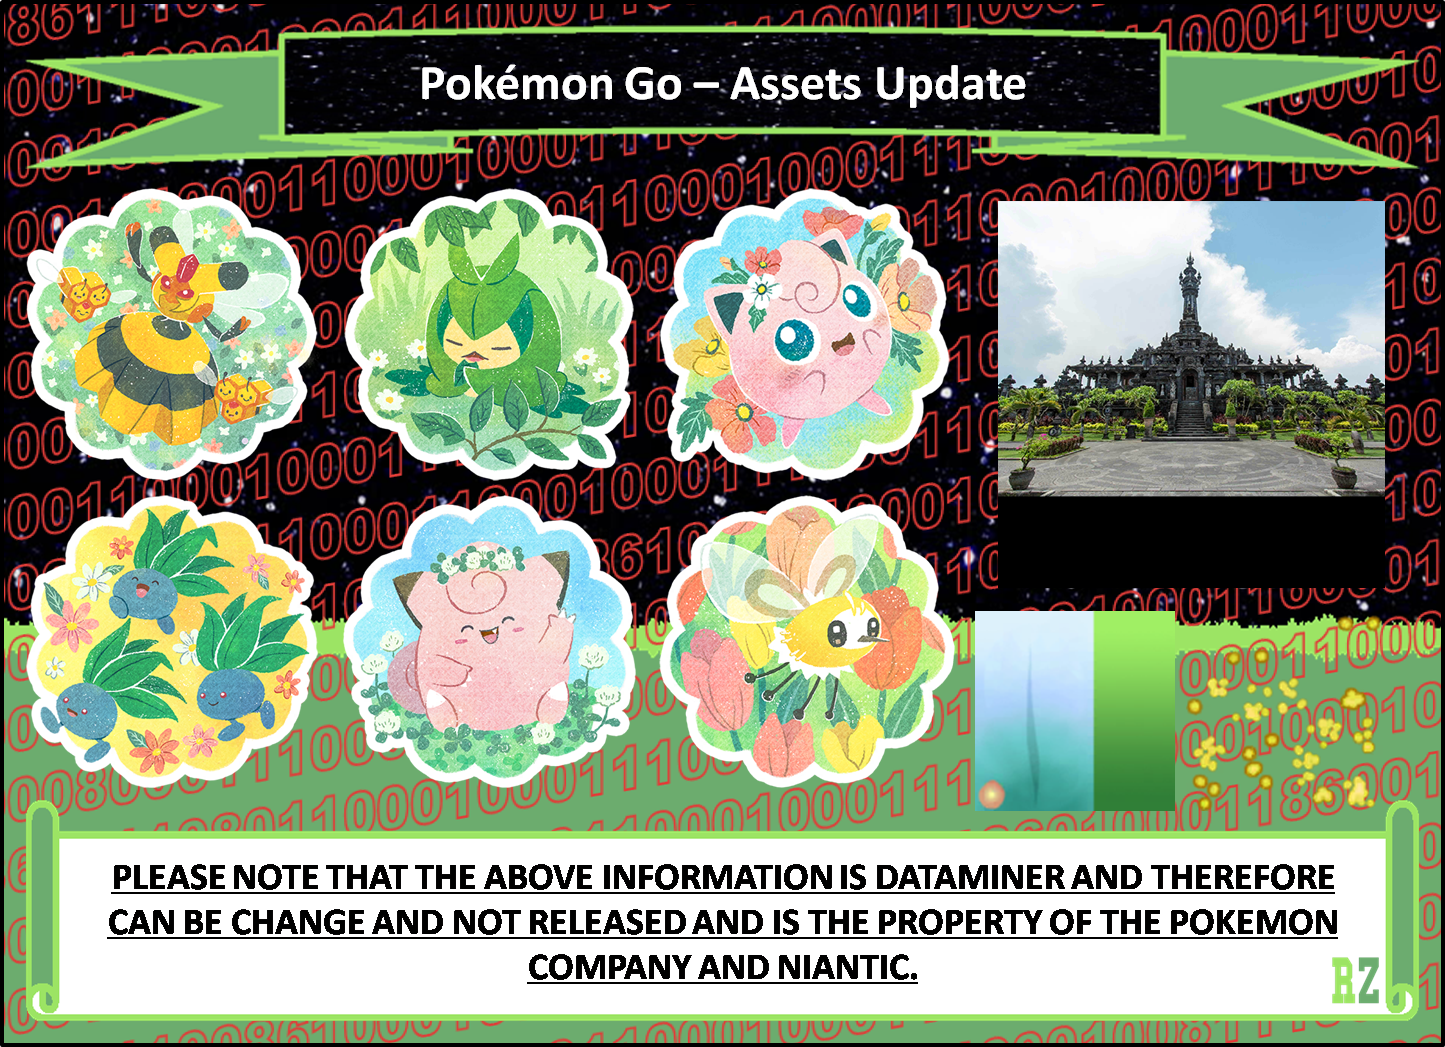 Pokémon Go – Assets Update
PLEASE NOTE THAT THE ABOVE INFORMATION IS DATAMINER AND THEREFORE
CAN BE CHANGE AND NOT RELEASED AND IS THE PROPERTY OF THE POKEMON
COMPANY AND NIANTIC.
RZ